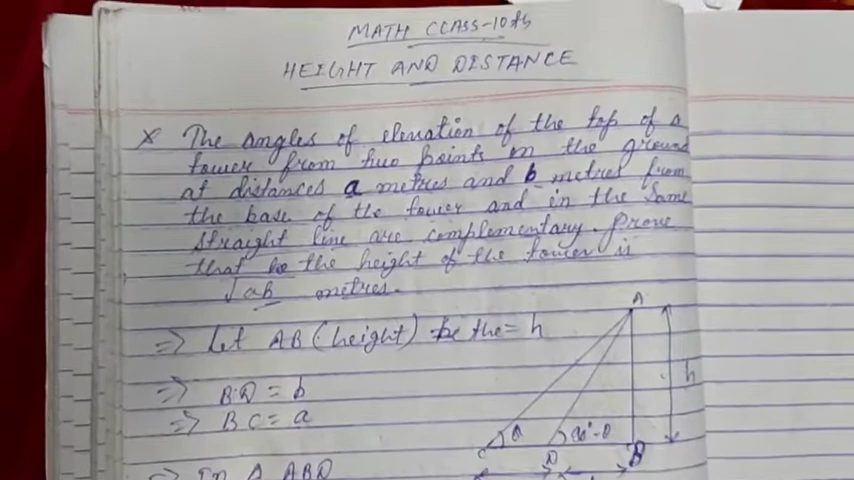 MATH CLASS-10th
HEIGHT AND DISTANCE
× The angles of elevation of the top of a
tower from two points on the ground
at distances a metres and b metres from
the base of the tower and in the same
straight line are complementary. Prove
that the height of the tower is
√ab metres.
A
⇒ Let AB (height) be the = h
h
⇒ BD = b
⇒ BC = a
θ
90°-θ
C
D
B
⇒ In Δ ABD